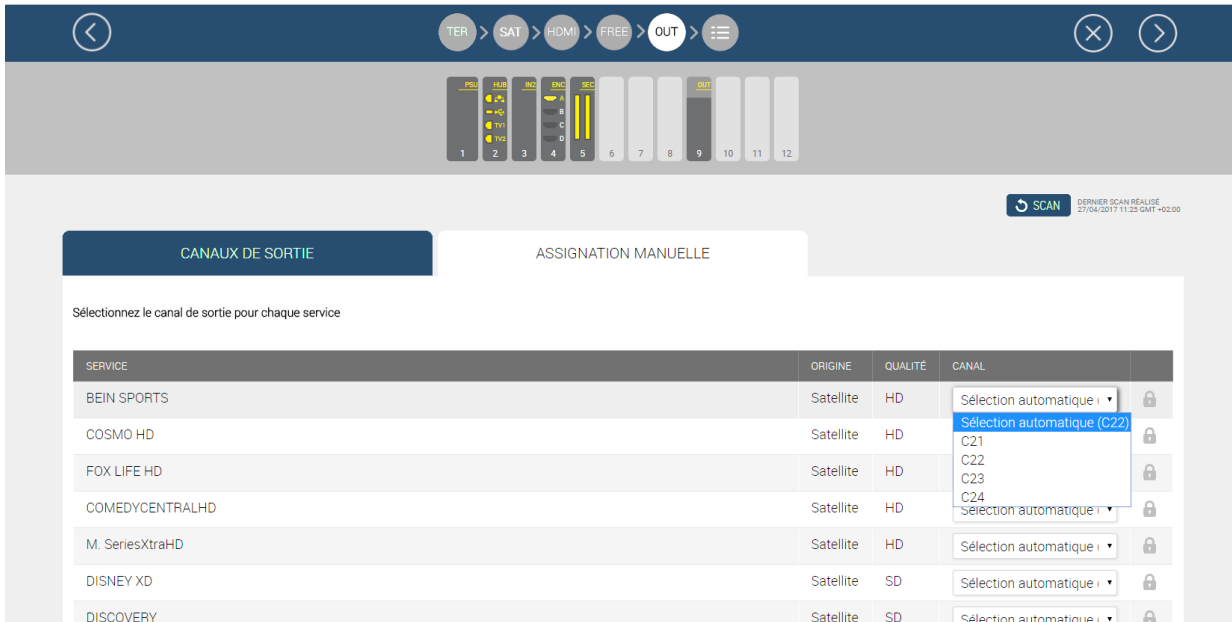 TER > SAT > HDMI > FREE > OUT >
PSU HUB IN2 ENC SEC OUT
A
B
TV1 C
TV2 D
1 2 3 4 5 6 7 8 9 10 11 12
SCAN
DERNIER SCAN RÉALISÉ
27/04/2017 11:25 GMT +02:00
CANAUX DE SORTIE
ASSIGNATION MANUELLE
Sélectionnez le canal de sortie pour chaque service
SERVICE ORIGINE QUALITÉ CANAL
BEIN SPORTS Satellite HD Sélection automatique (
Sélection automatique (C22)
COSMO HD Satellite HD C21
C22
FOX LIFE HD Satellite HD C23
C24
COMEDYCENTRALHD Satellite HD Sélection automatique (
M. SeriesXtraHD Satellite HD Sélection automatique (
DISNEY XD Satellite SD Sélection automatique (
DISCOVERY Satellite SD Sélection automatique (